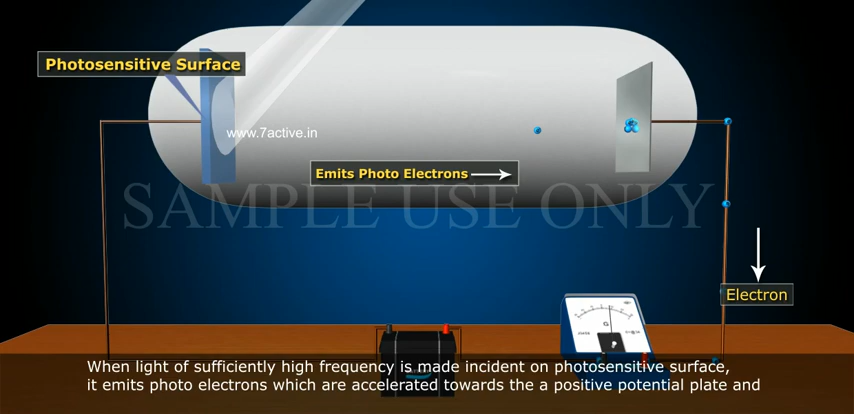 Photosensitive Surface
www.7active.in
Emits Photo Electrons
SAMPLE USE ONLY
Electron
G
When light of sufficiently high frequency is made incident on photosensitive surface,
it emits photo electrons which are accelerated towards the a positive potential plate and